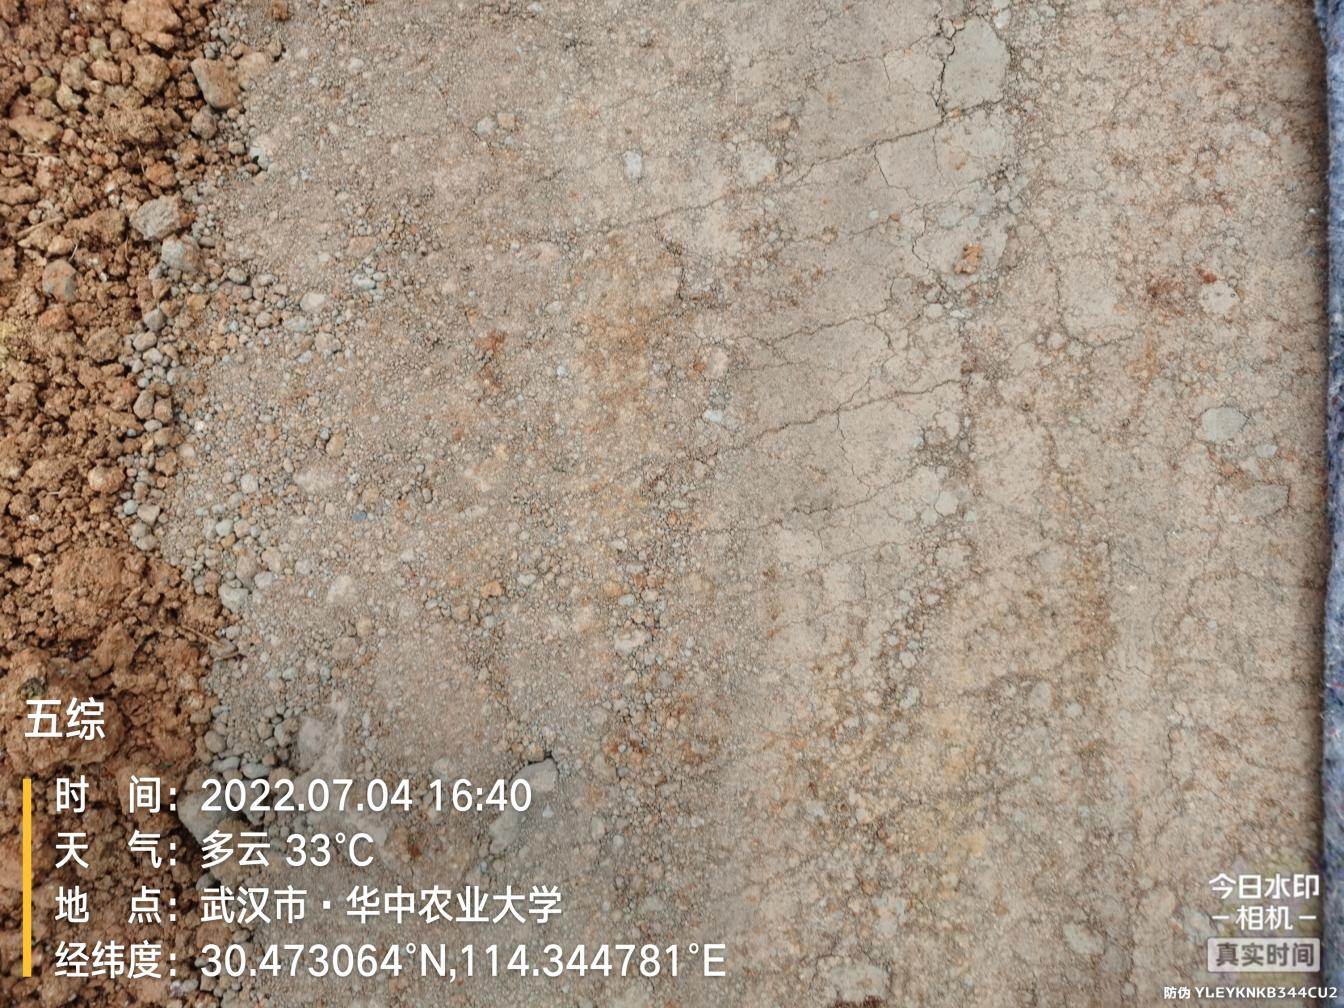 五综
时 间：2022.07.04 16:40
天 气：多云 33℃
地 点：武汉市·华中农业大学
经纬度：30.473064°N,114.344781°E
今日水印
-相机-
真实时间
防伪 YLEYKNKB344CU2